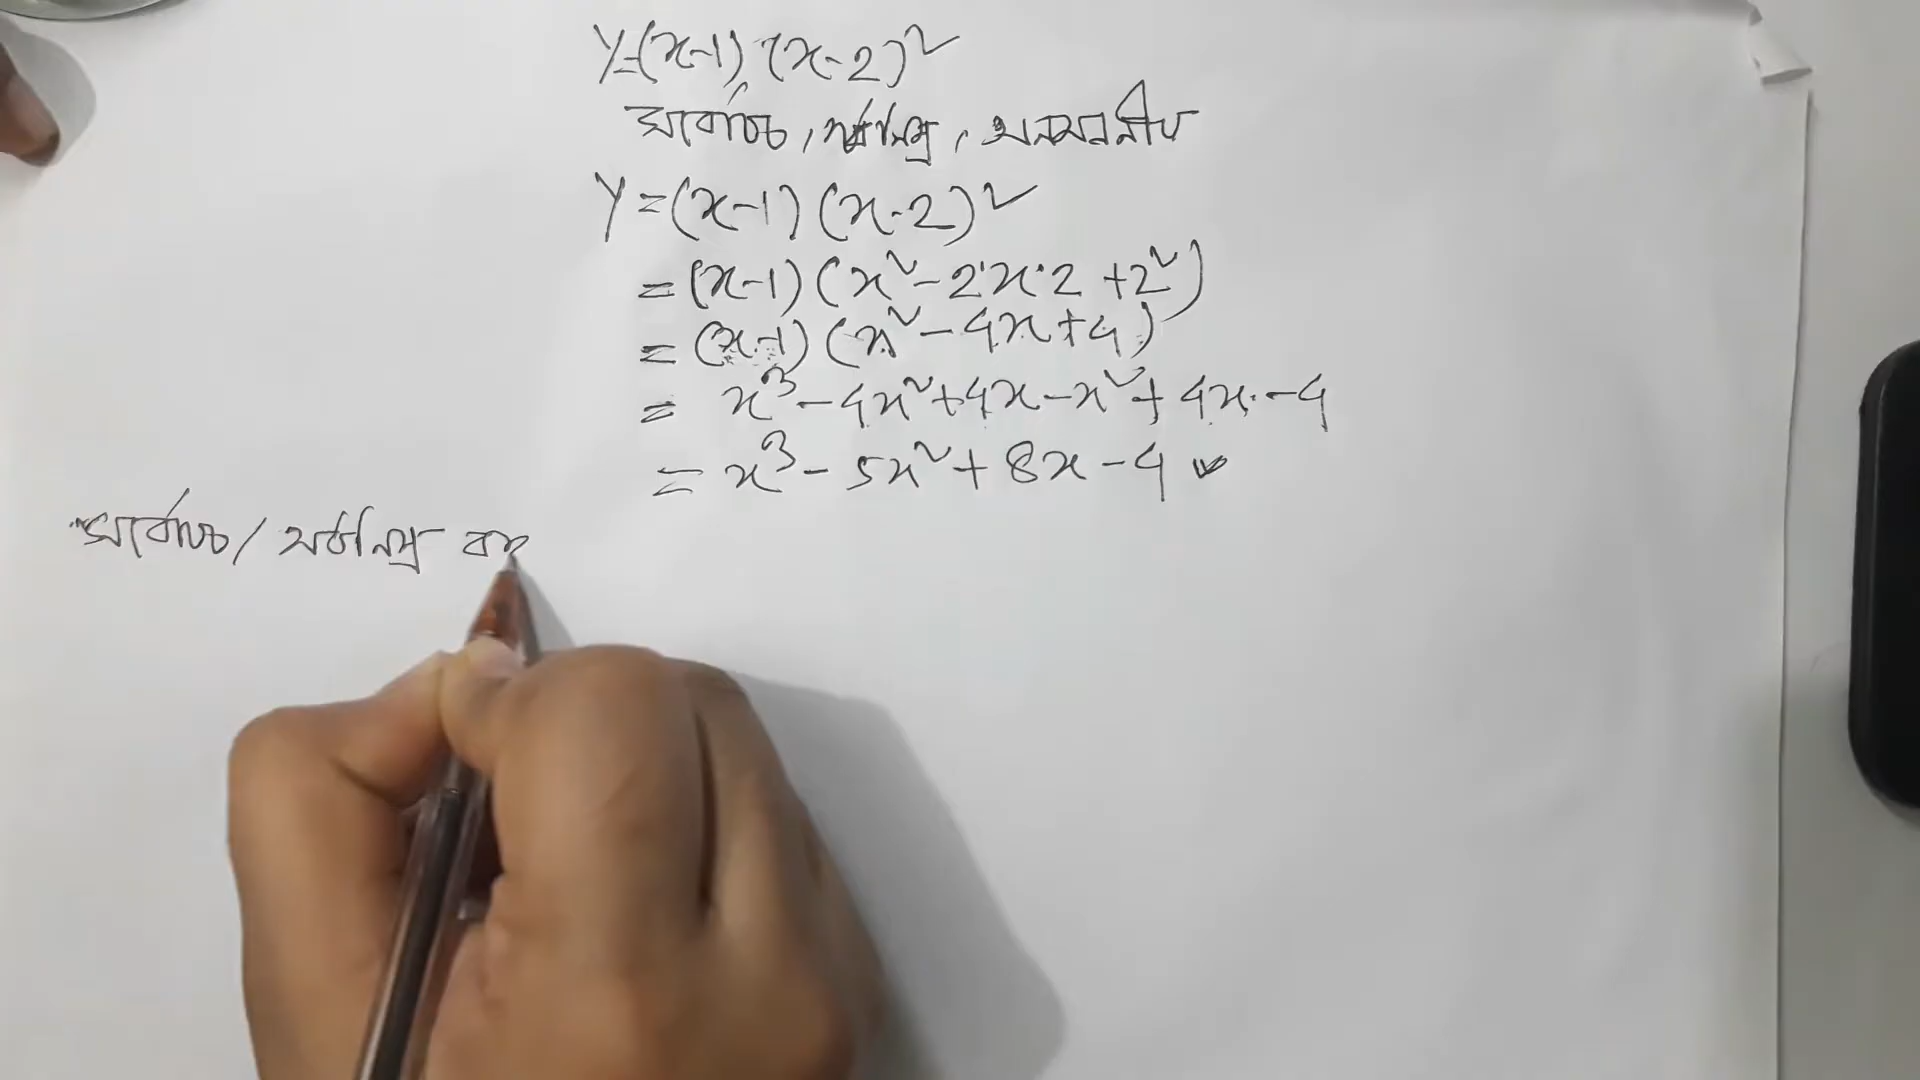 y=(x-1)(x-2)²
সর্বোচ্চ, সর্বনিম্ন,
y=(x-1)(x-2)²
=(x-1)(x²-2·x·2+2²)
=(x-1)(x²-4x+4)
= x³-4x²+4x-x²+4x-4
=x³-5x²+8x-4
সর্বোচ্চ/ সর্বনিম্ন